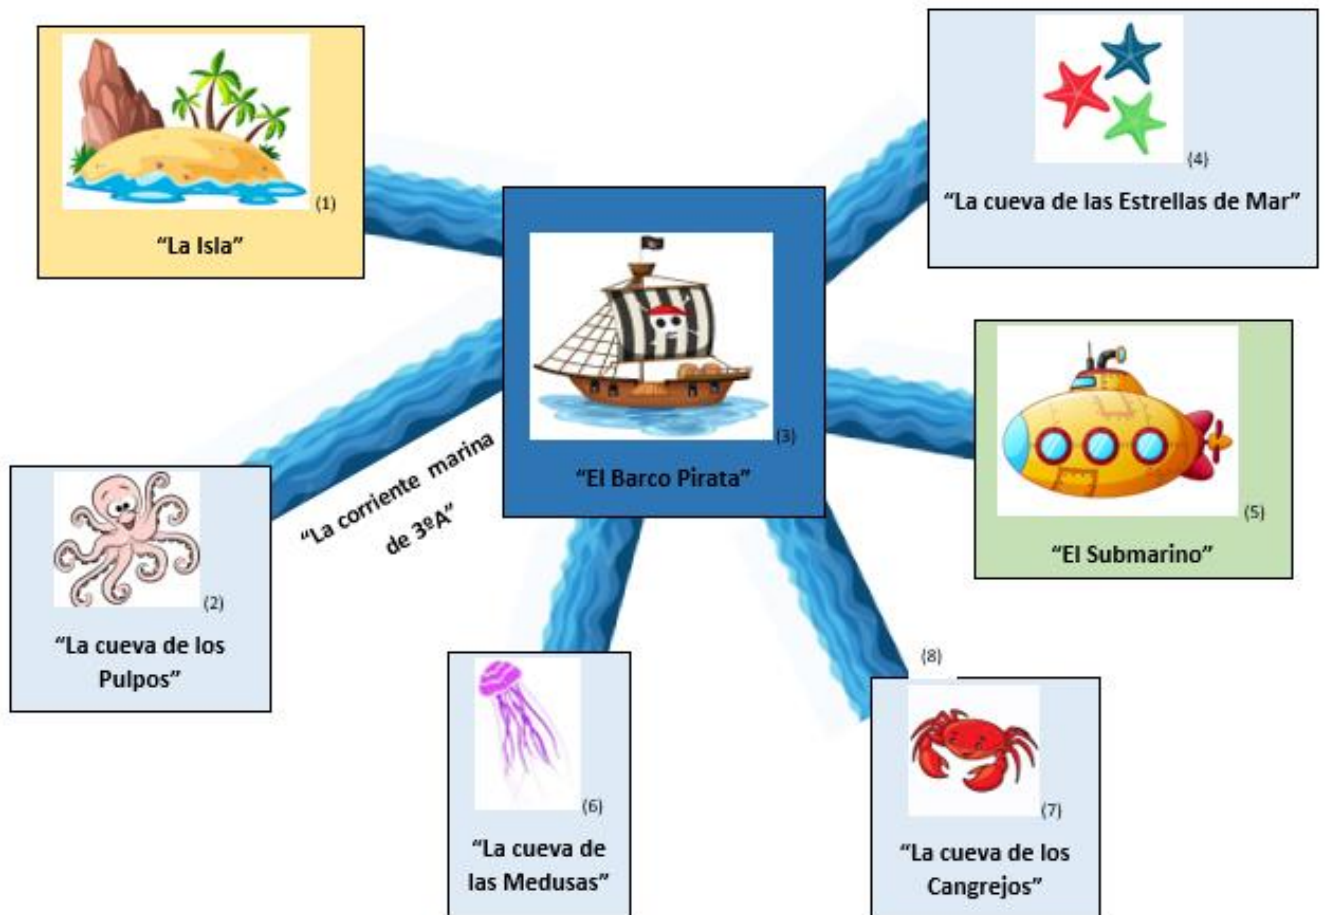 (1)
“La Isla”
(4)
“La cueva de las Estrellas de Mar”
(3)
“El Barco Pirata”
(5)
“El Submarino”
“La corriente marina
de 3ºA”
(2)
“La cueva de los
Pulpos”
(6)
“La cueva de
las Medusas”
(8)
(7)
“La cueva de los
Cangrejos”